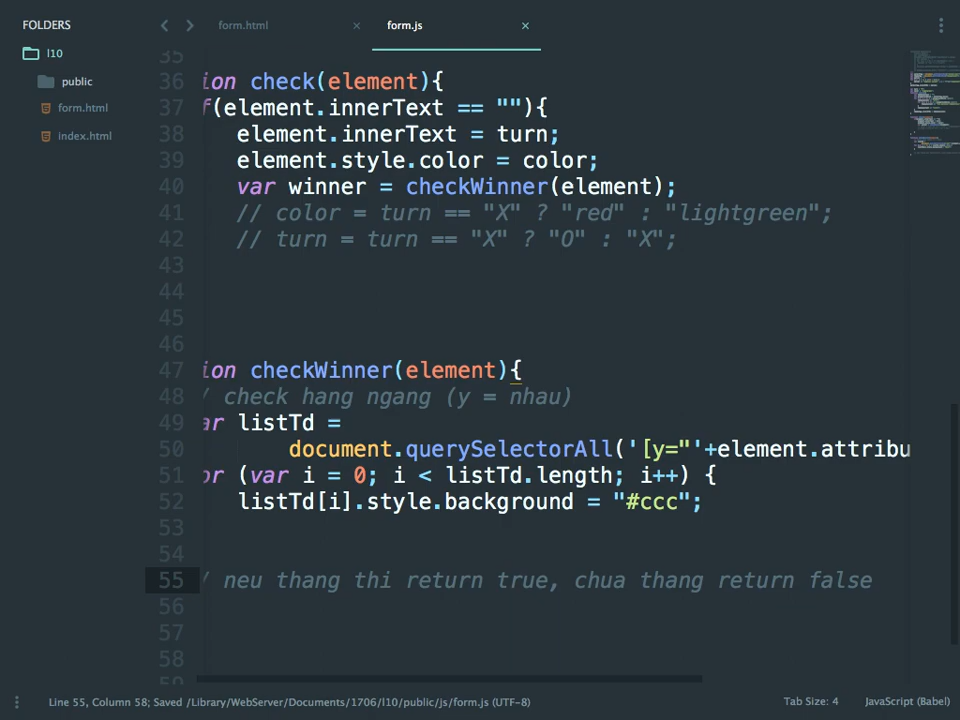 FOLDERS
l10
public
form.html
index.html
form.html ×
form.js ×
35
36 ion check(element){
37 f(element.innerText == ""){
38 element.innerText = turn;
39 element.style.color = color;
40 var winner = checkWinner(element);
41 // color = turn == "X" ? "red" : "lightgreen";
42 // turn = turn == "X" ? "O" : "X";
43
44
45
46
47 ion checkWinner(element){
48 / check hang ngang (y = nhau)
49 ar listTd =
50 document.querySelectorAll('[y="'+element.attribu
51 or (var i = 0; i < listTd.length; i++) {
52 listTd[i].style.background = "#ccc";
53
54
55 / neu thang thi return true, chua thang return false
56
57
58
59
Line 55, Column 58; Saved /Library/WebServer/Documents/1706/l10/public/js/form.js (UTF-8)
Tab Size: 4
JavaScript (Babel)